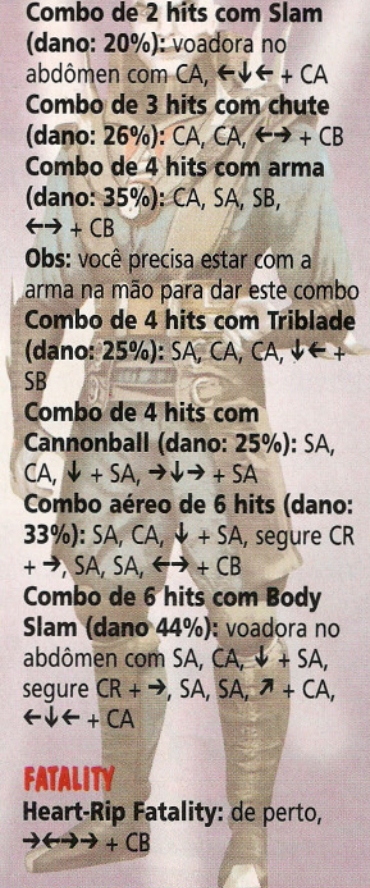 Combo de 2 hits com Slam
(dano: 20%): voadora no
abdômen com CA, ←↓← + CA
Combo de 3 hits com chute
(dano: 26%): CA, CA, ←→ + CB
Combo de 4 hits com arma
(dano: 35%): CA, SA, SB,
←→ + CB
Obs: você precisa estar com a
arma na mão para dar este combo
Combo de 4 hits com Triblade
(dano: 25%): SA, CA, CA, ↓← +
SB
Combo de 4 hits com
Cannonball (dano: 25%): SA,
CA, ↓ + SA, →↓→ + SA
Combo aéreo de 6 hits (dano:
33%): SA, CA, ↓ + SA, segure CR
+ →, SA, SA, ←→ + CB
Combo de 6 hits com Body
Slam (dano 44%): voadora no
abdômen com SA, CA, ↓ + SA,
segure CR + →, SA, SA, ↗ + CA,
←↓← + CA
FATALITY
Heart-Rip Fatality: de perto,
→←→→ + CB